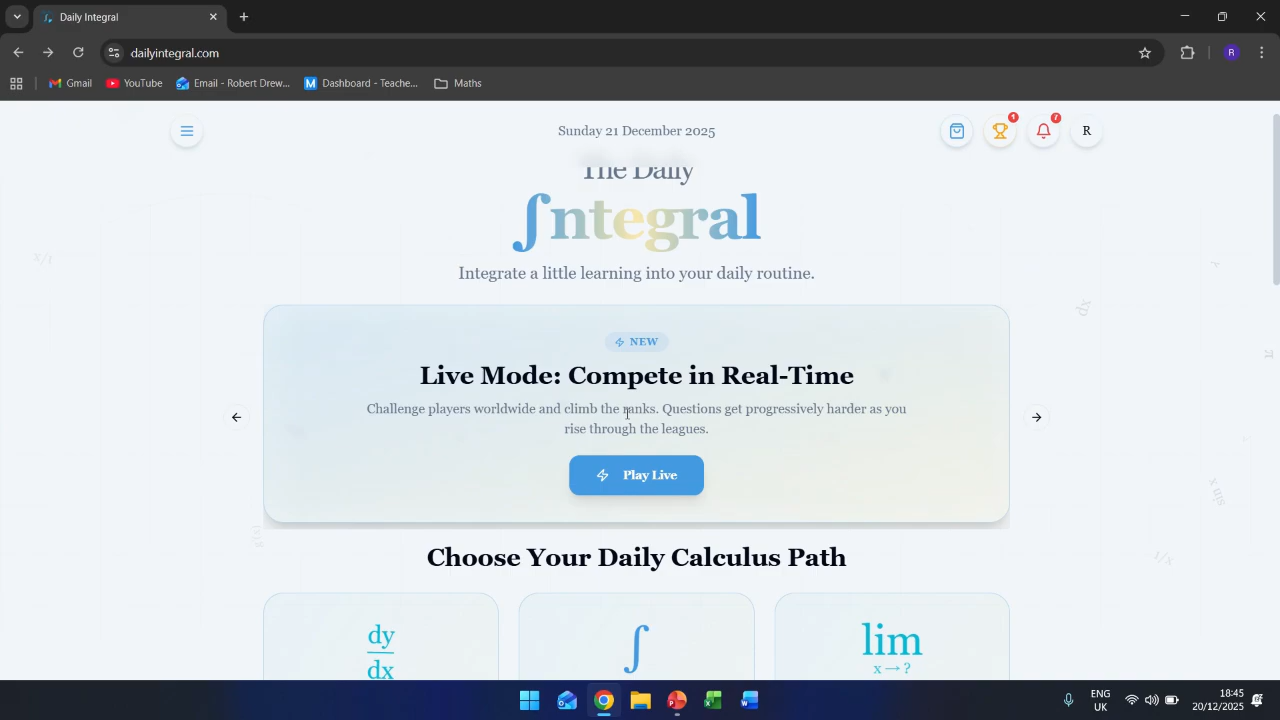 Daily Integral
dailyintegral.com
Gmail
YouTube
Email - Robert Drew...
Dashboard - Teache...
Maths
R
Sunday 21 December 2025
1
7
R
The Daily
∫ntegral
Integrate a little learning into your daily routine.
NEW
Live Mode: Compete in Real-Time
Challenge players worldwide and climb the ranks. Questions get progressively harder as you
rise through the leagues.
Play Live
Choose Your Daily Calculus Path
dy
dx
∫
lim
x → ?
dx
π
sin x
ENG
UK
18:45
20/12/2025